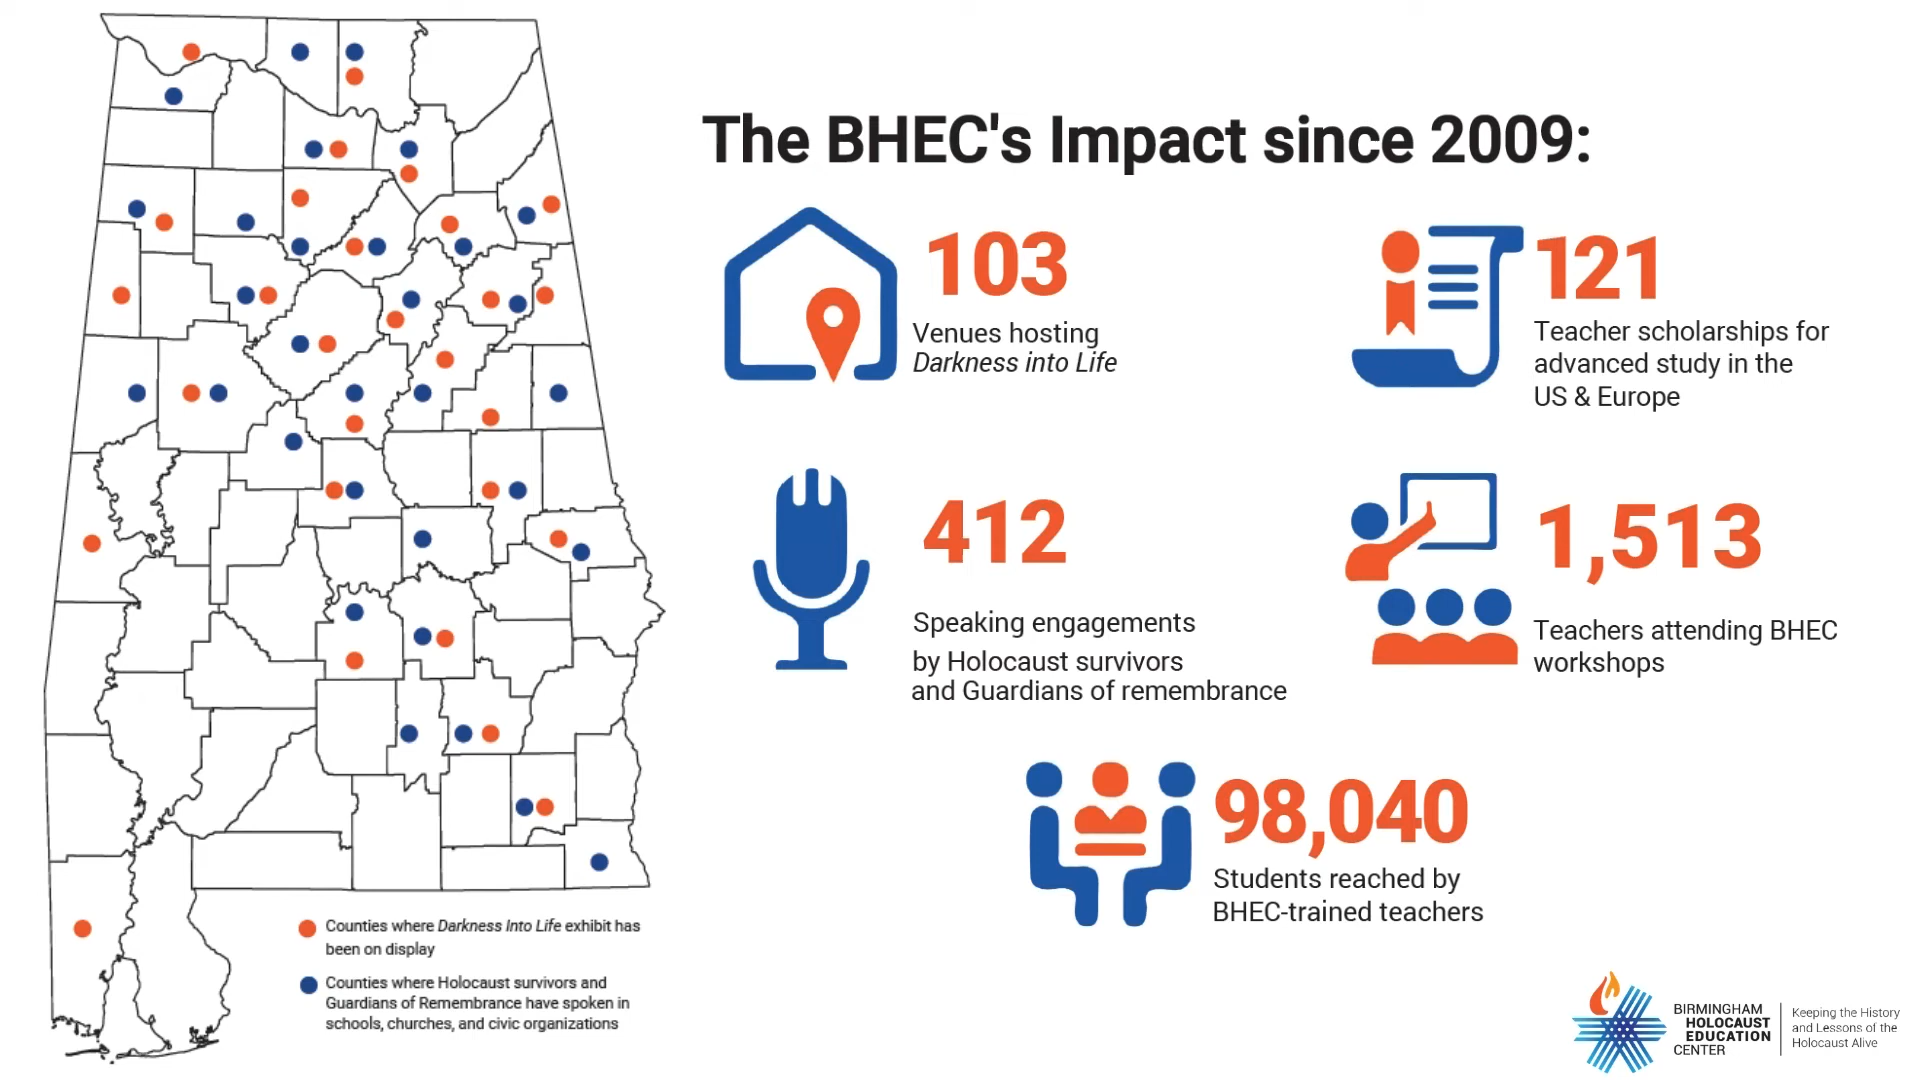 The BHEC's Impact since 2009:
103
Venues hosting
Darkness into Life
121
Teacher scholarships for
advanced study in the
US & Europe
412
Speaking engagements
by Holocaust survivors
and Guardians of remembrance
1,513
Teachers attending BHEC
workshops
98,040
Students reached by
BHEC-trained teachers
Counties where Darkness Into Life exhibit has
been on display
Counties where Holocaust survivors and
Guardians of Remembrance have spoken in
schools, churches, and civic organizations
BIRMINGHAM
HOLOCAUST
EDUCATION
CENTER
Keeping the History
and Lessons of the
Holocaust Alive